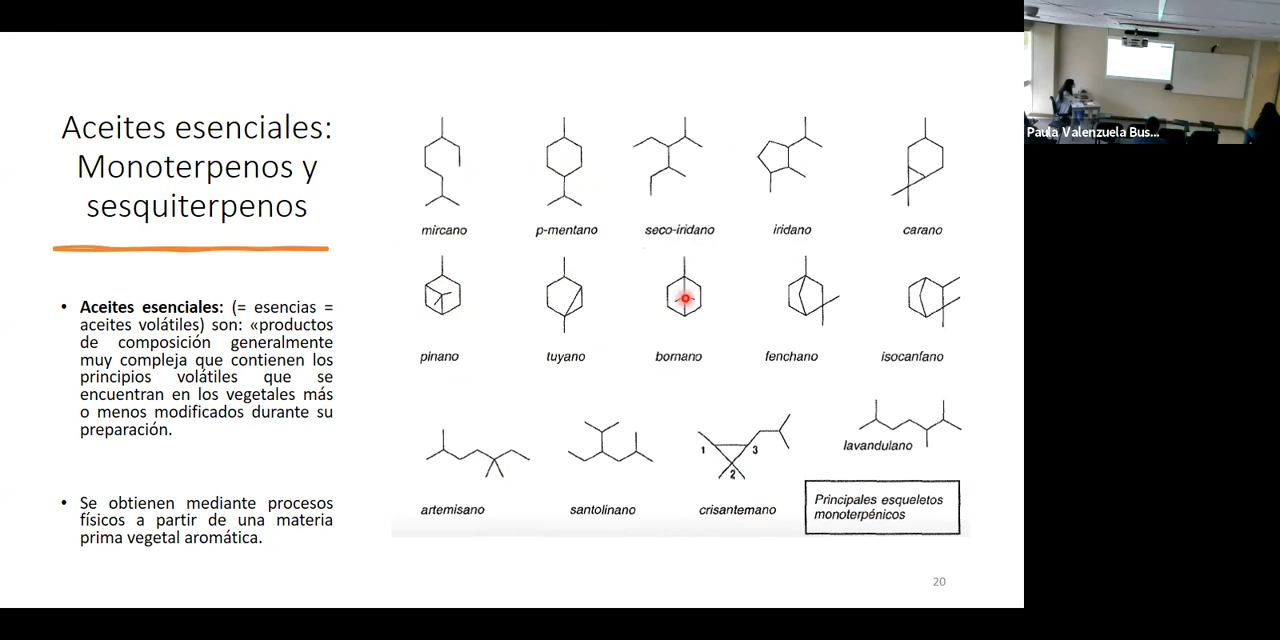 Aceites esenciales:
Monoterpenos y
sesquiterpenos
• Aceites esenciales: (= esencias =
aceites volátiles) son: «productos
de composición generalmente
muy compleja que contienen los
principios volátiles que se
encuentran en los vegetales más
o menos modificados durante su
preparación.
• Se obtienen mediante procesos
físicos a partir de una materia
prima vegetal aromática.
mircano
p-mentano
seco-iridano
iridano
carano
pinano
tuyano
bornano
fenchano
isocanfano
1
3
2
lavandulano
artemisano
santolinano
crisantemano
Principales esqueletos
monoterpénicos
20
Paula Valenzuela Bus...